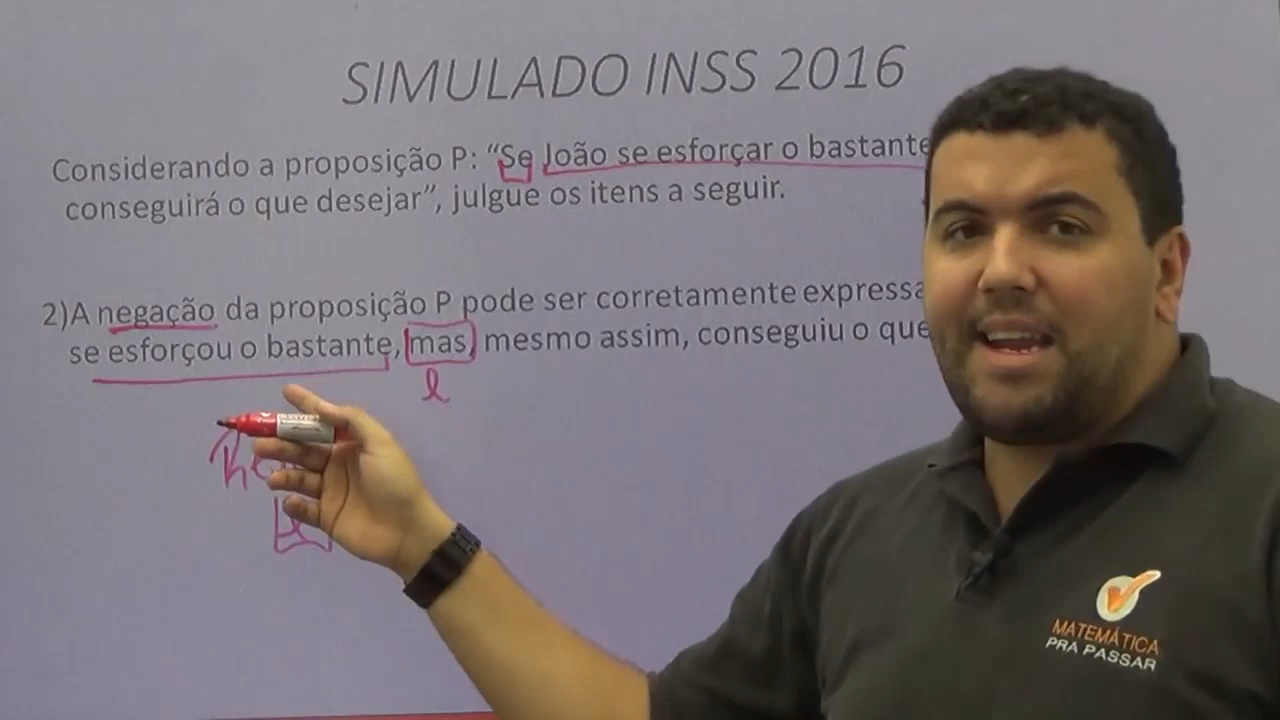 SIMULADO INSS 2016
Considerando a proposição P: “Se João se esforçar o bastante
conseguirá o que desejar”, julgue os itens a seguir.
2)A negação da proposição P pode ser corretamente expressa
se esforçou o bastante, mas, mesmo assim, conseguiu o que
e
MATEMÁTICA
PRA PASSAR